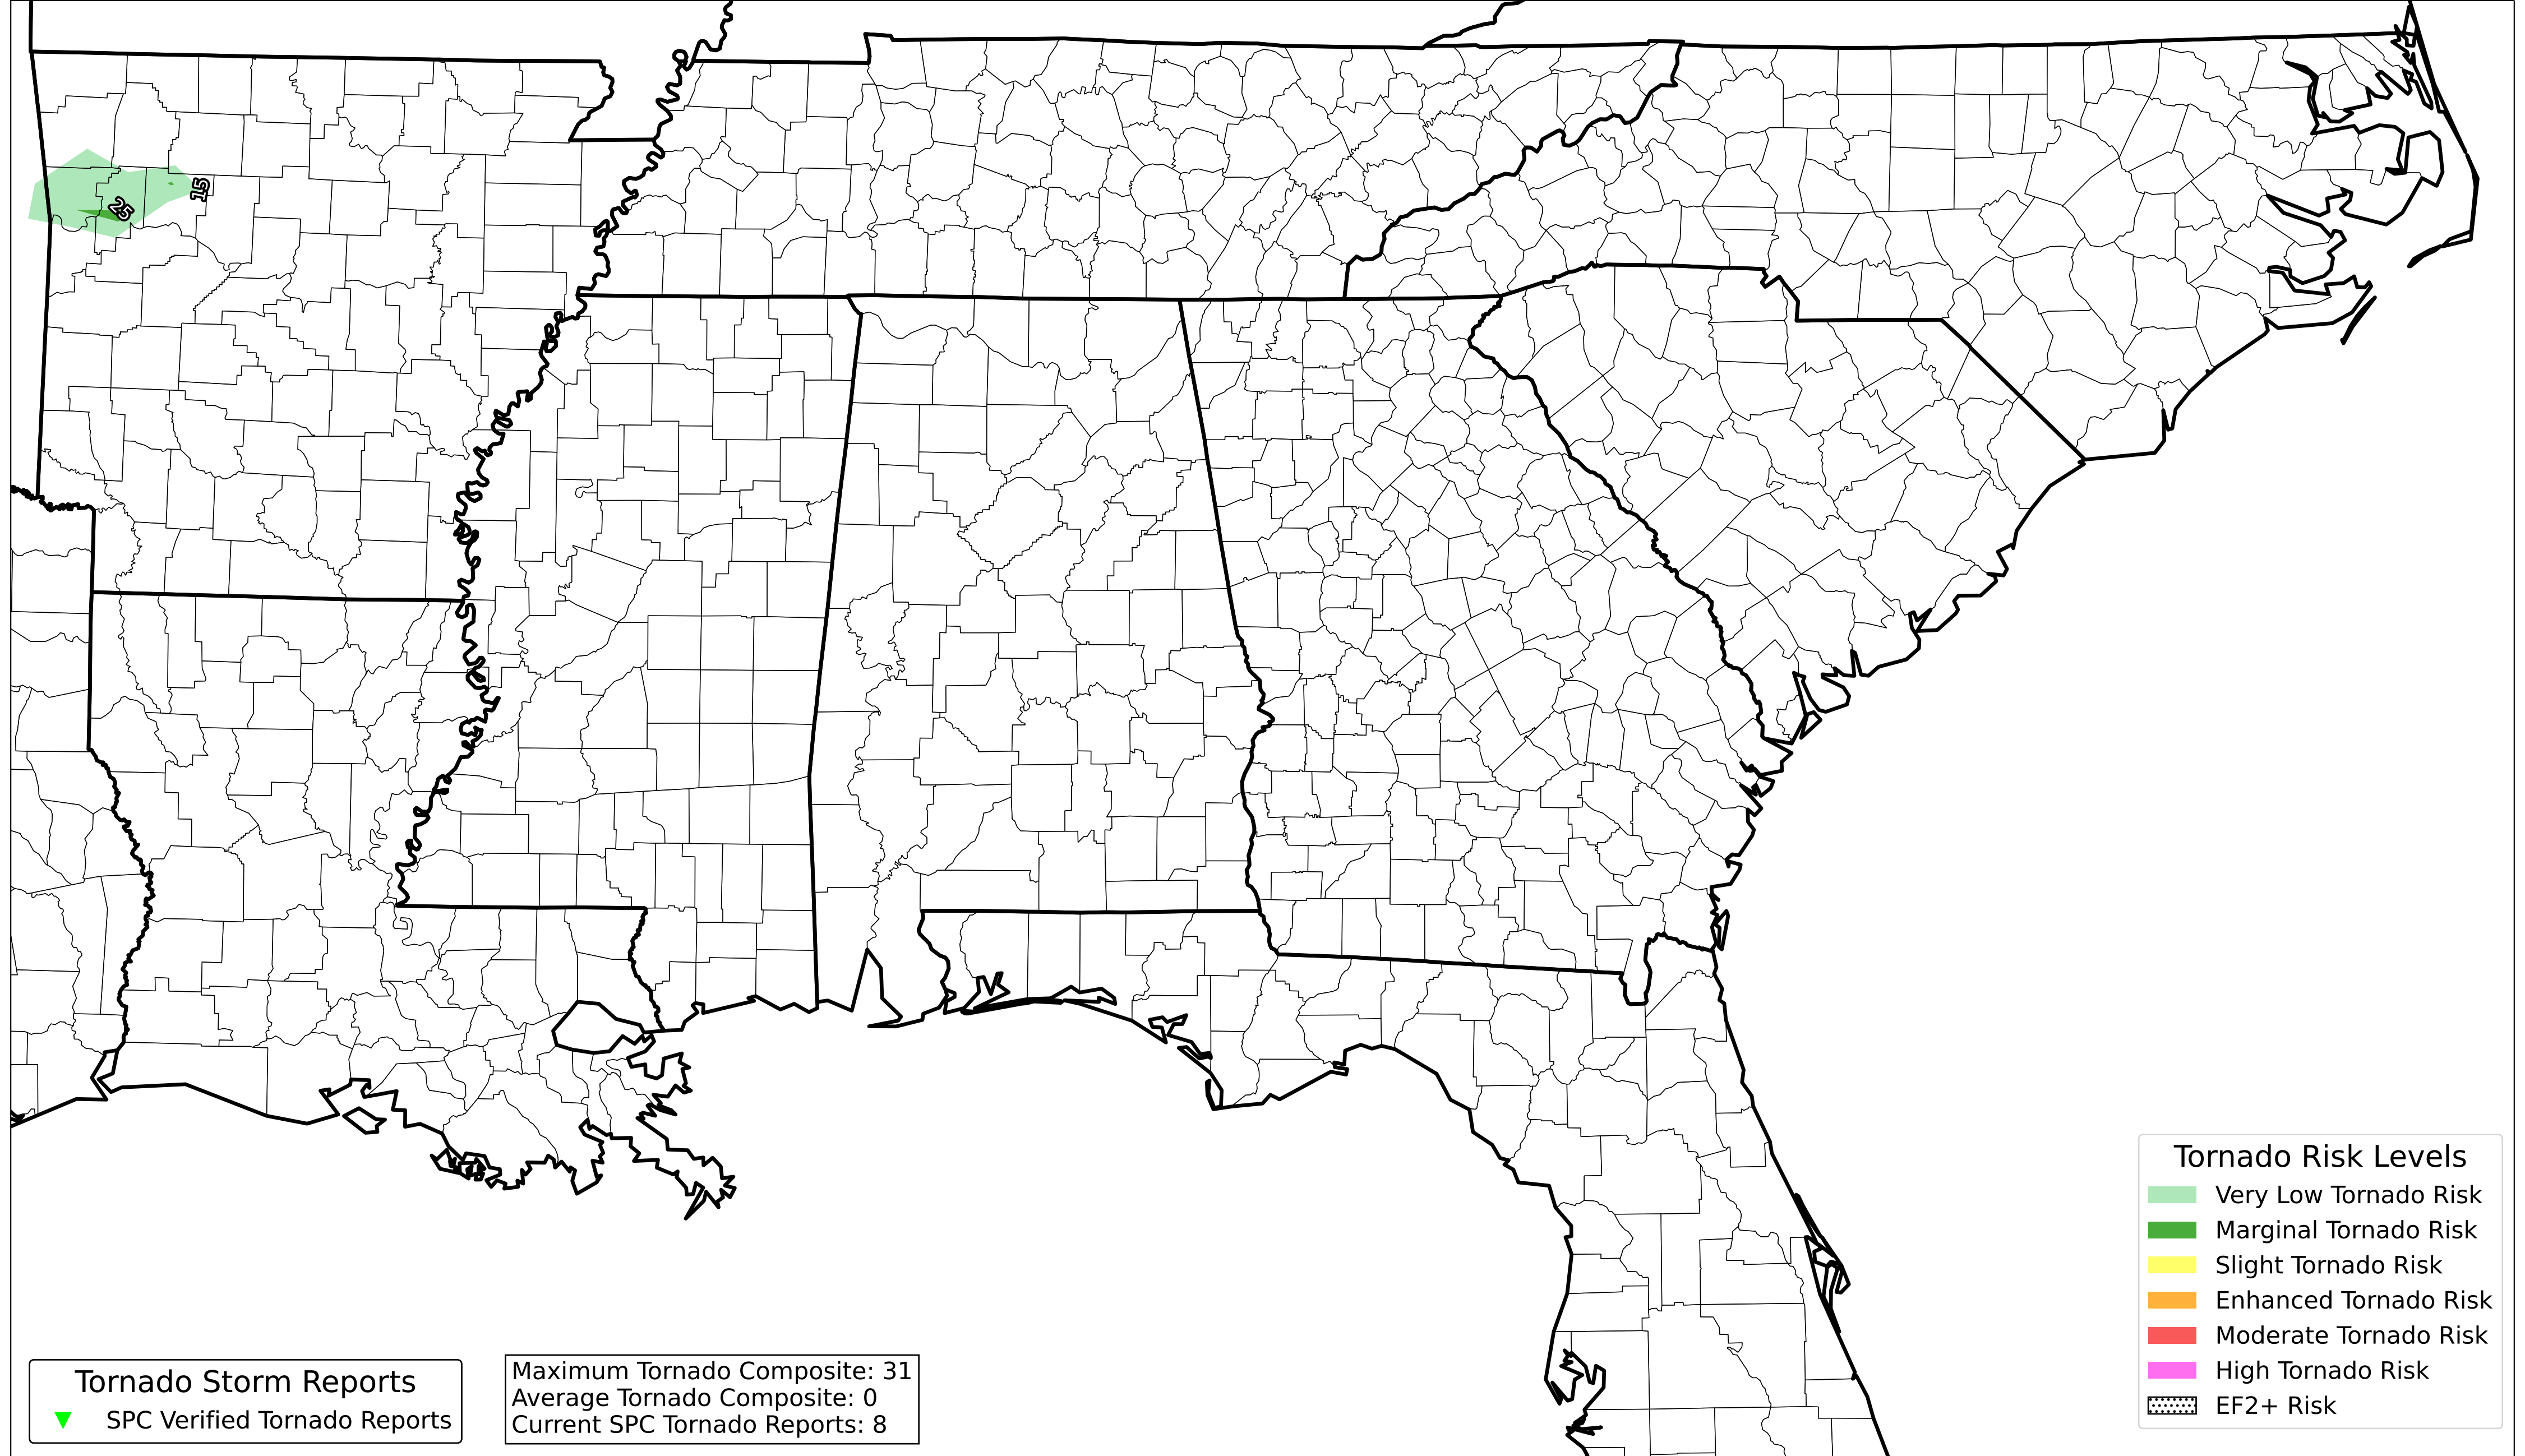 15
25
Tornado Risk Levels
Very Low Tornado Risk
Marginal Tornado Risk
Slight Tornado Risk
Enhanced Tornado Risk
Moderate Tornado Risk
High Tornado Risk
EF2+ Risk
Tornado Storm Reports
SPC Verified Tornado Reports
Maximum Tornado Composite: 31
Average Tornado Composite: 0
Current SPC Tornado Reports: 8